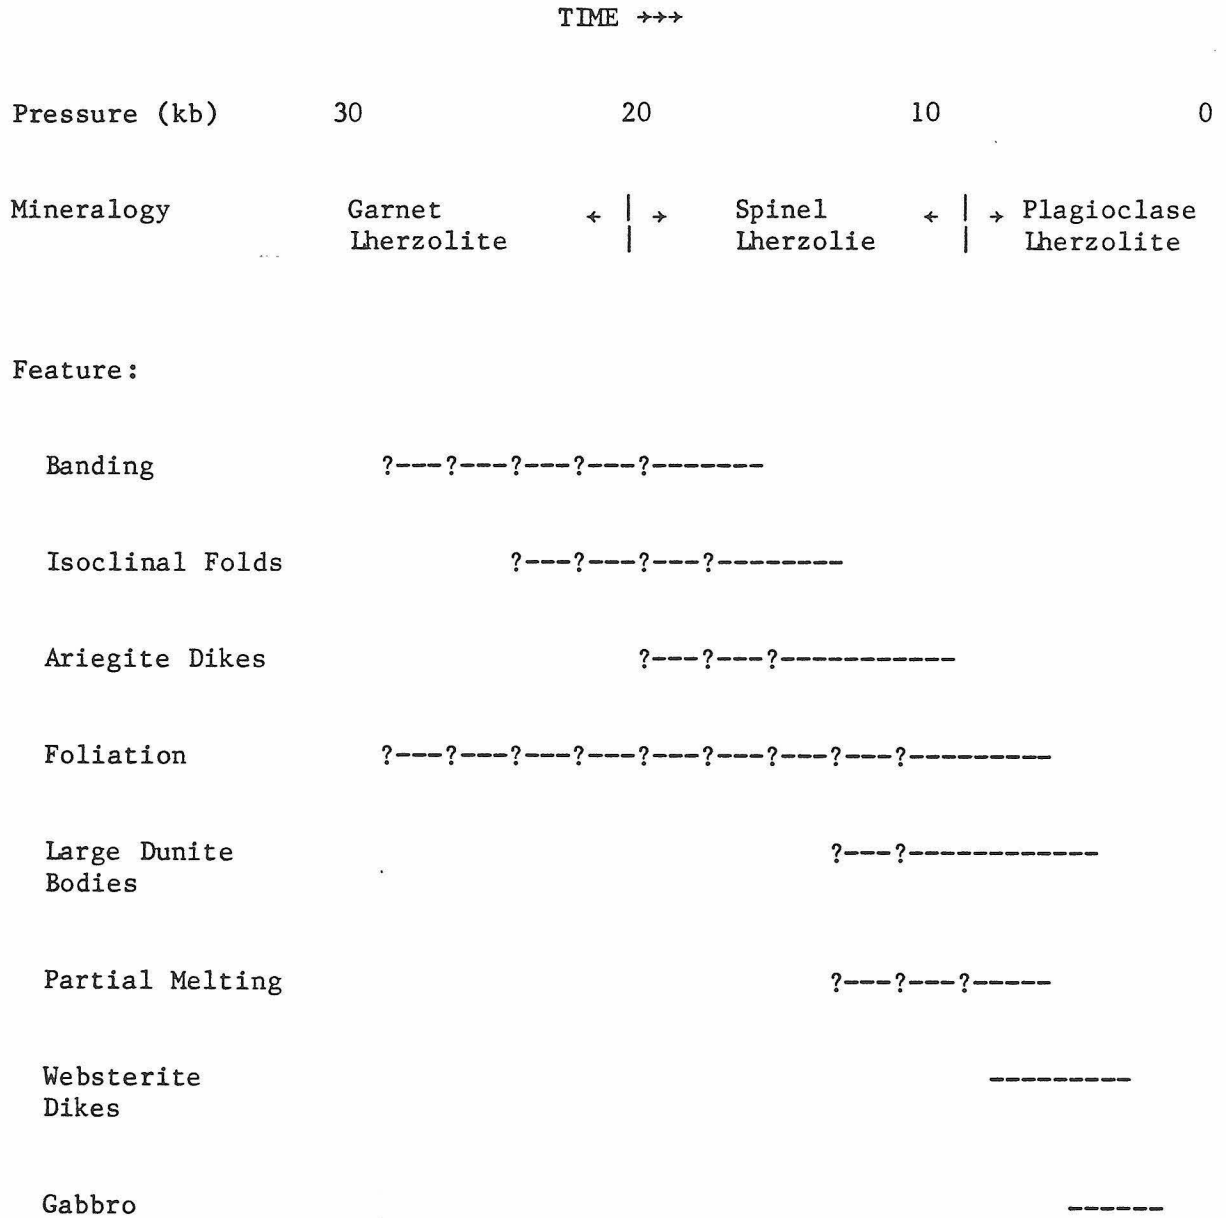 TIME →→→
Pressure (kb) 30 20 10 0
Mineralogy Garnet ← | → Spinel ← | → Plagioclase
Lherzolite | Lherzolie | Lherzolite
Feature:
Banding ?---?---?---?---?-------
Isoclinal Folds ?---?---?---?--------
Ariegite Dikes ?---?---?-----------
Foliation ?---?---?---?---?---?---?---?---?---------
Large Dunite ?---?------------
Bodies
Partial Melting ?---?---?-----
Websterite ---------
Dikes
Gabbro ------